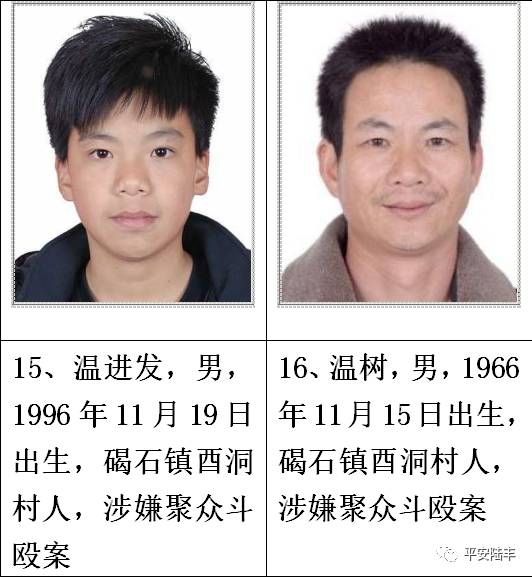 15、温进发，男，
1996 年 11 月 19 日
出生，碣石镇酉洞
村人，涉嫌聚众斗
殴案
16、温树，男，1966
年 11 月 15 日出生，
碣石镇酉洞村人，
涉嫌聚众斗殴案
平安陆丰